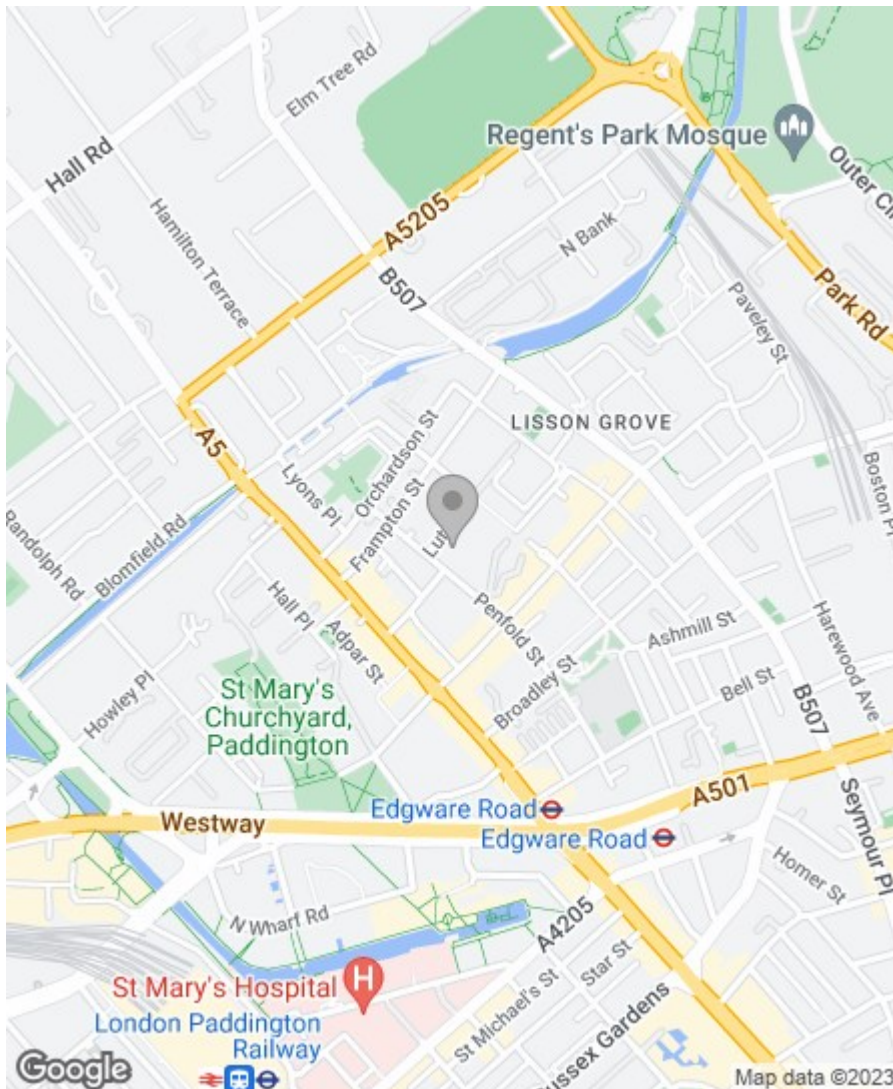 Elm Tree Rd
Hall Rd
Regent's Park Mosque
Outer Ci
Hamilton Terrace
A5205
N Bank
B507
Park Rd
Paveley St
LISSON GROVE
A5
Orchardson St
Lyons Pl
Frampton St
Lut
Boston Pl
Randolph Rd
Blomfield Rd
Hall Pl
Adpar St
Penfold St
Ashmill St
Harewood Ave
Broadley St
Bell St
Howley Pl
St Mary's
Churchyard,
Paddington
B507
A501
Edgware Road
Westway
Edgware Road
Seymour Pl
Homer St
N Wharf Rd
A4205
Star St
St Mary's Hospital
H
St Michael's St
London Paddington
Railway
ussex Gardens
Google
Map data ©2023